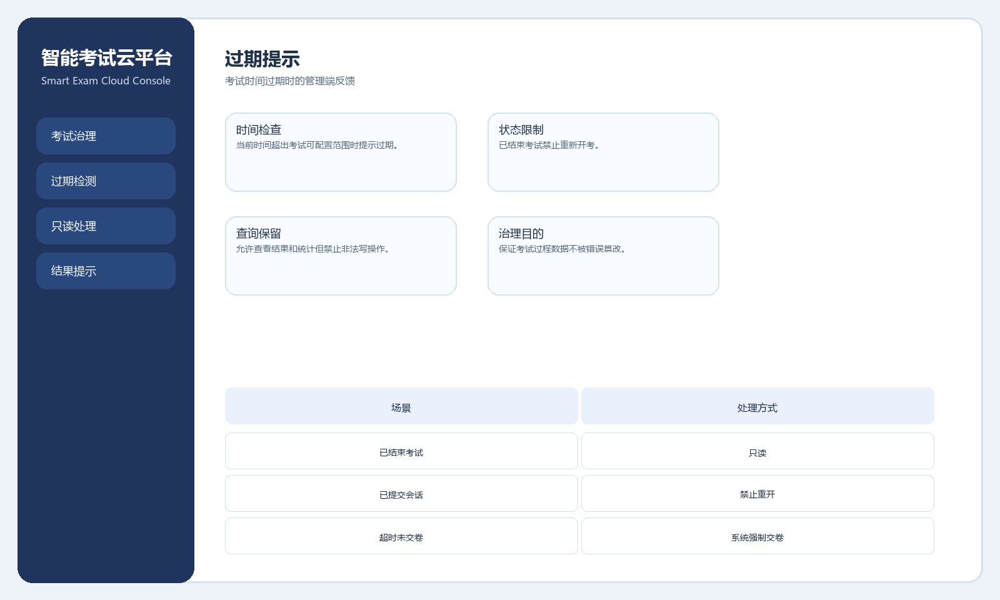 智能考试云平台
Smart Exam Cloud Console
考试治理
过期检测
只读处理
结果提示
过期提示
考试时间过期时的管理端反馈
时间检查
当前时间超出考试可配置范围时提示过期。
状态限制
已结束考试禁止重新开考。
查询保留
允许查看结果和统计但禁止非法写操作。
治理目的
保证考试过程数据不被错误篡改。
场景 处理方式
已结束考试 只读
已提交会话 禁止重开
超时未交卷 系统强制交卷